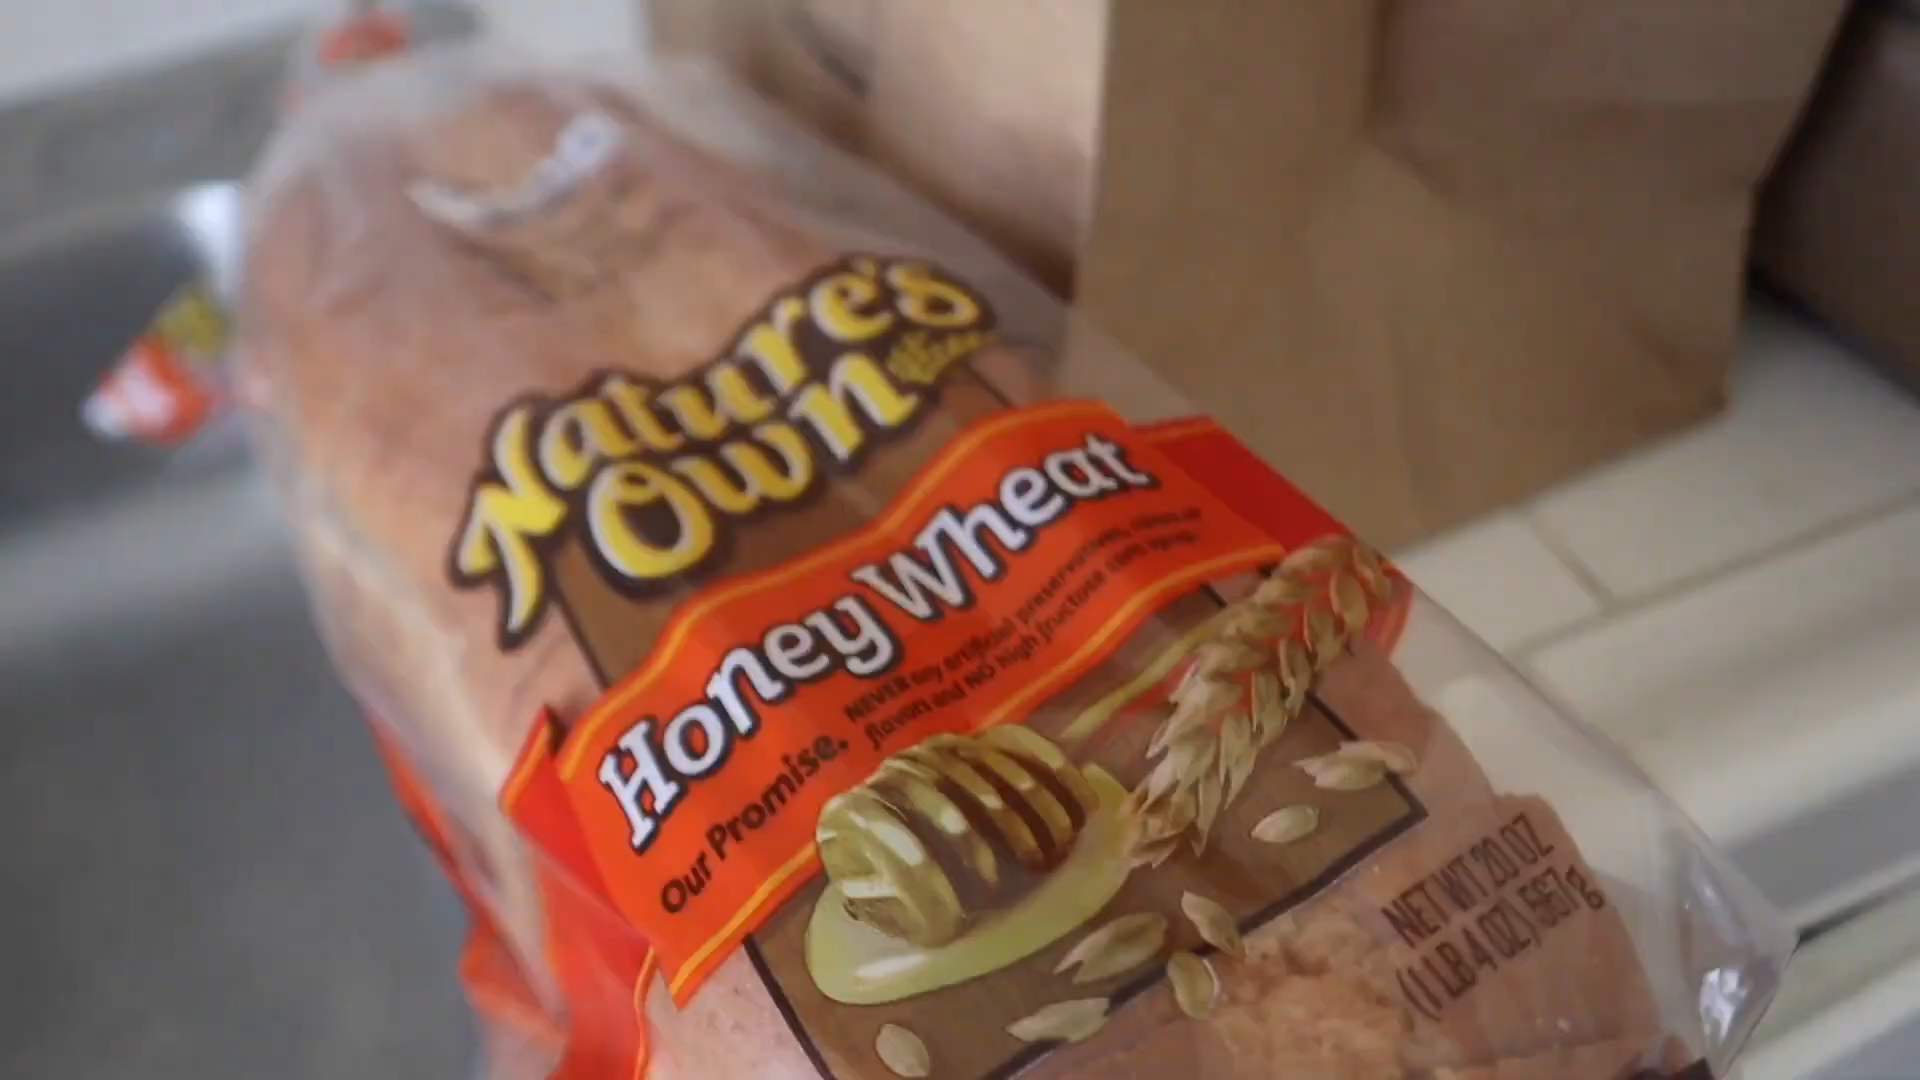 Nature's
Own
Honey Wheat
Our Promise.
NEVER any artificial preservatives, colors, or
flavors and NO high fructose corn syrup.
NET WT 20 OZ
(1 LB 4 OZ) 567g